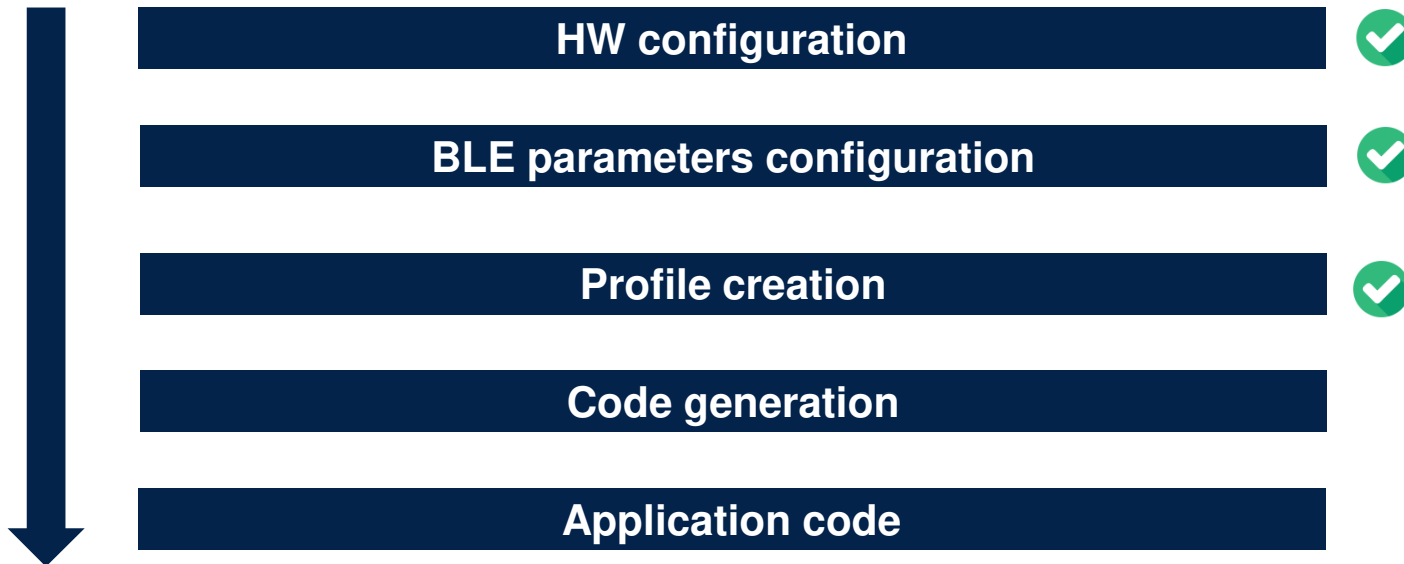 HW configuration
BLE parameters configuration
Profile creation
Code generation
Application code